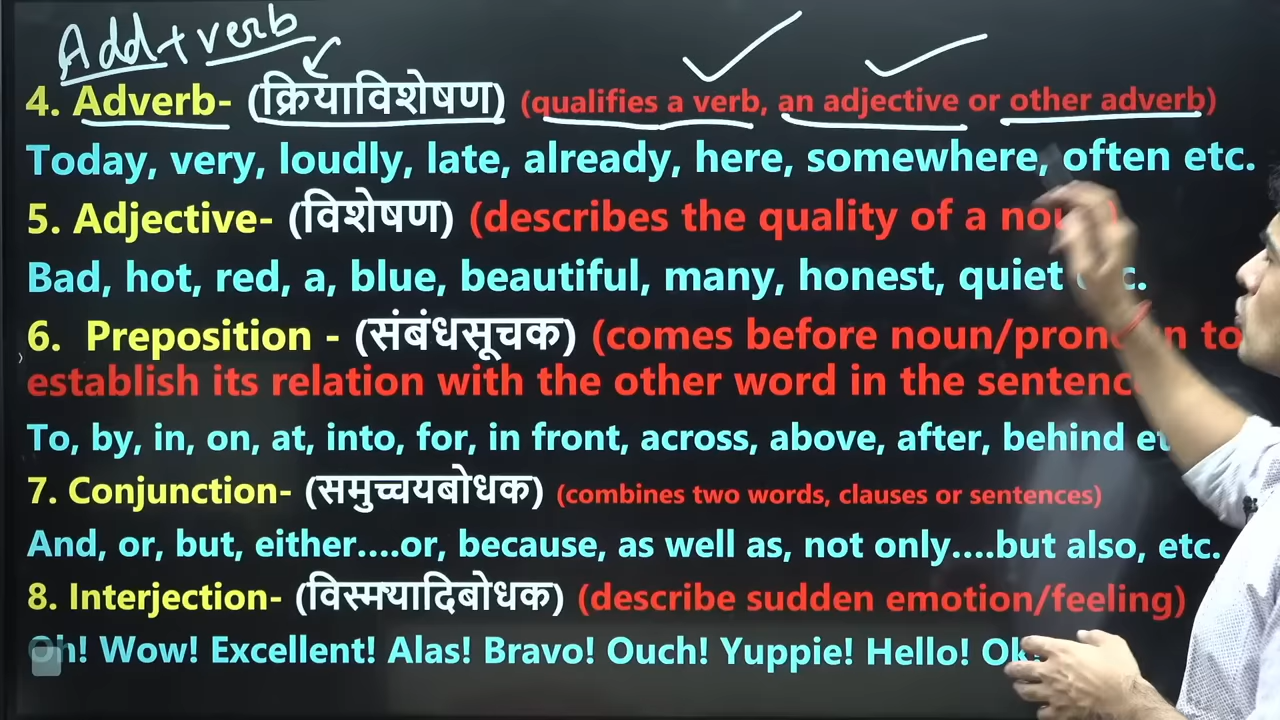 Add + verb
4. Adverb- (क्रियाविशेषण) (qualifies a verb, an adjective or other adverb)
Today, very, loudly, late, already, here, somewhere, often etc.
5. Adjective- (विशेषण) (describes the quality of a
Bad, hot, red, a, blue, beautiful, many, honest, quiet
6. Preposition - (संबंधसूचक) (comes before noun/ to
establish its relation with the other word in the
To, by, in, on, at, into, for, in front, across, above, after, behind
7. Conjunction- (समुच्चयबोधक) (combines two words, clauses or sentences)
And, or, but, either....or, because, as well as, not only....but also, etc.
8. Interjection- (विस्मयादिबोधक) (describe sudden emotion/feeling)
Oh! Wow! Excellent! Alas! Bravo! Ouch! Yuppie! Hello!